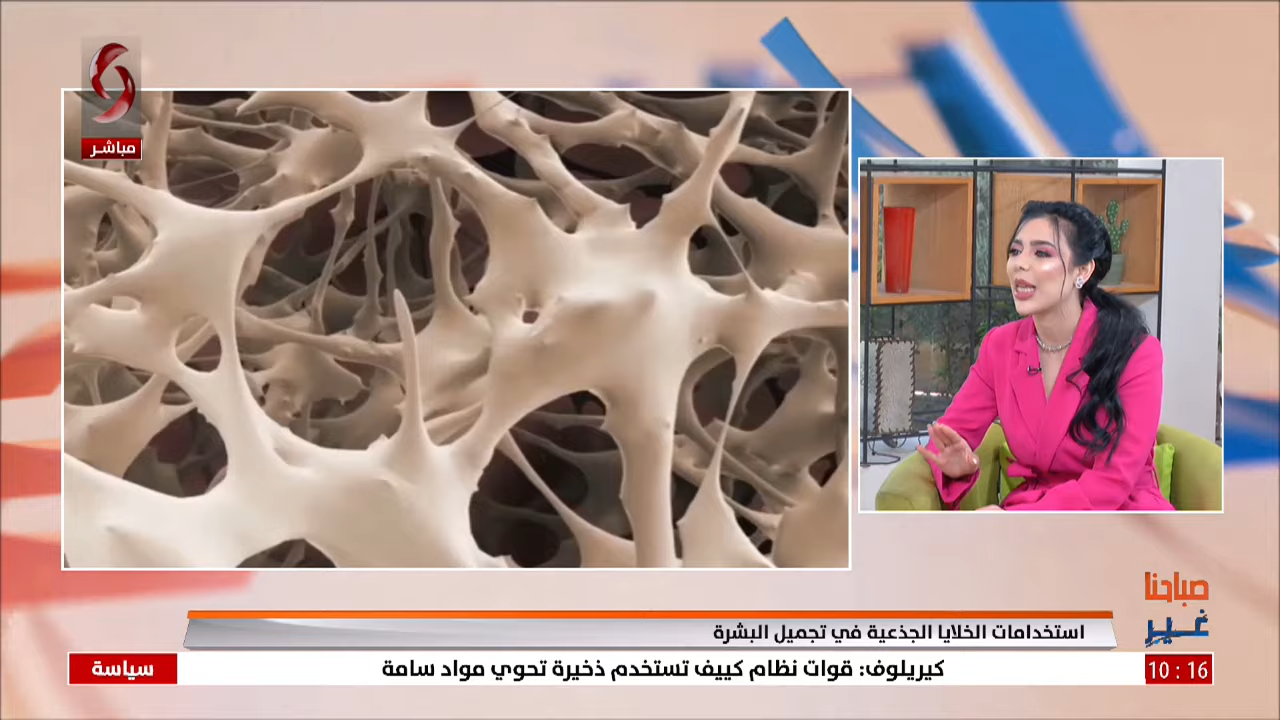 مباشر
صباحنا
غير
استخدامات الخلايا الجذعية في تجميل البشرة
سياسة
كيريلوف: قوات نظام كييف تستخدم ذخيرة تحوي مواد سامة
10 : 16